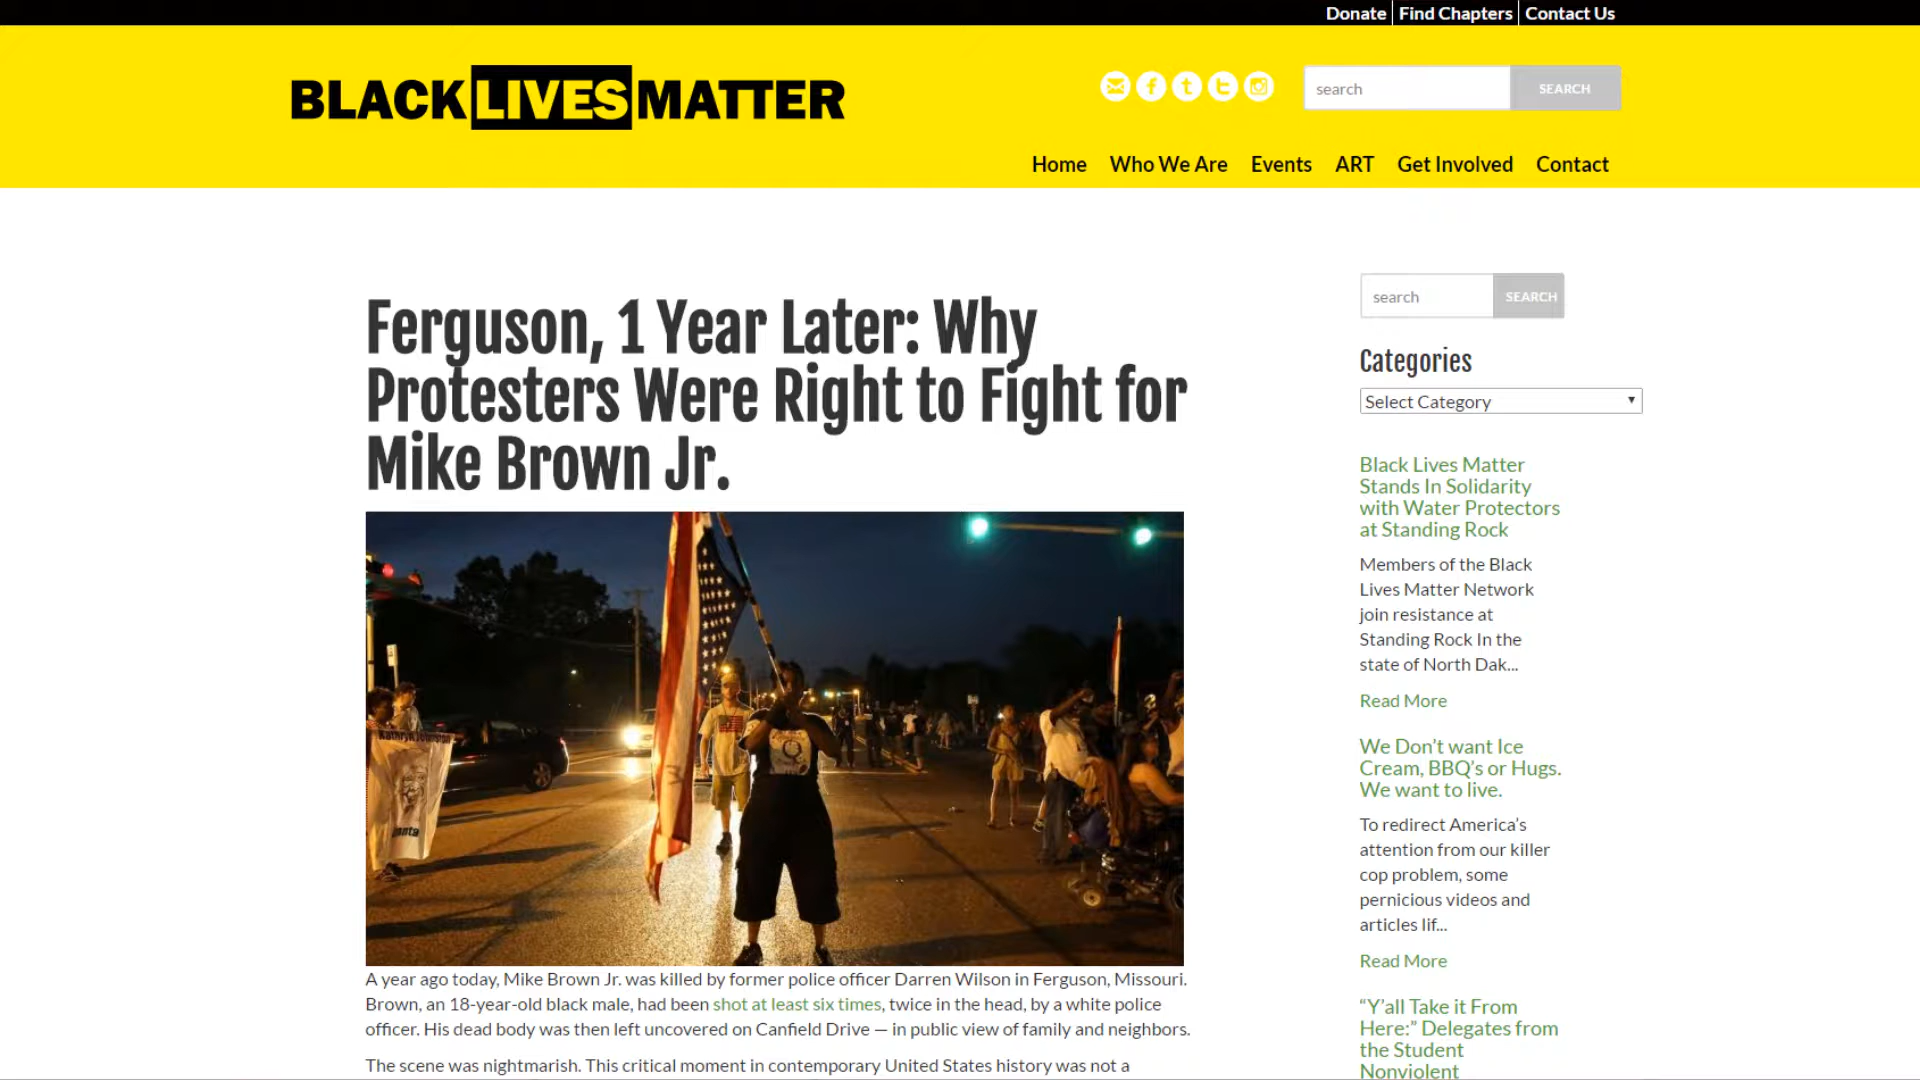 Donate Find Chapters Contact Us
BLACK LIVES MATTER
search SEARCH
Home Who We Are Events ART Get Involved Contact
Ferguson, 1 Year Later: Why
Protesters Were Right to Fight for
Mike Brown Jr.
Kathryn Johnston
A year ago today, Mike Brown Jr. was killed by former police officer Darren Wilson in Ferguson, Missouri.
Brown, an 18-year-old black male, had been shot at least six times, twice in the head, by a white police
officer. His dead body was then left uncovered on Canfield Drive — in public view of family and neighbors.
The scene was nightmarish. This critical moment in contemporary United States history was not a
search SEARCH
Categories
Select Category
Black Lives Matter
Stands In Solidarity
with Water Protectors
at Standing Rock
Members of the Black
Lives Matter Network
join resistance at
Standing Rock In the
state of North Dak...
Read More
We Don’t want Ice
Cream, BBQ’s or Hugs.
We want to live.
To redirect America’s
attention from our killer
cop problem, some
pernicious videos and
articles lif...
Read More
“Y’all Take it From
Here:” Delegates from
the Student
Nonviolent